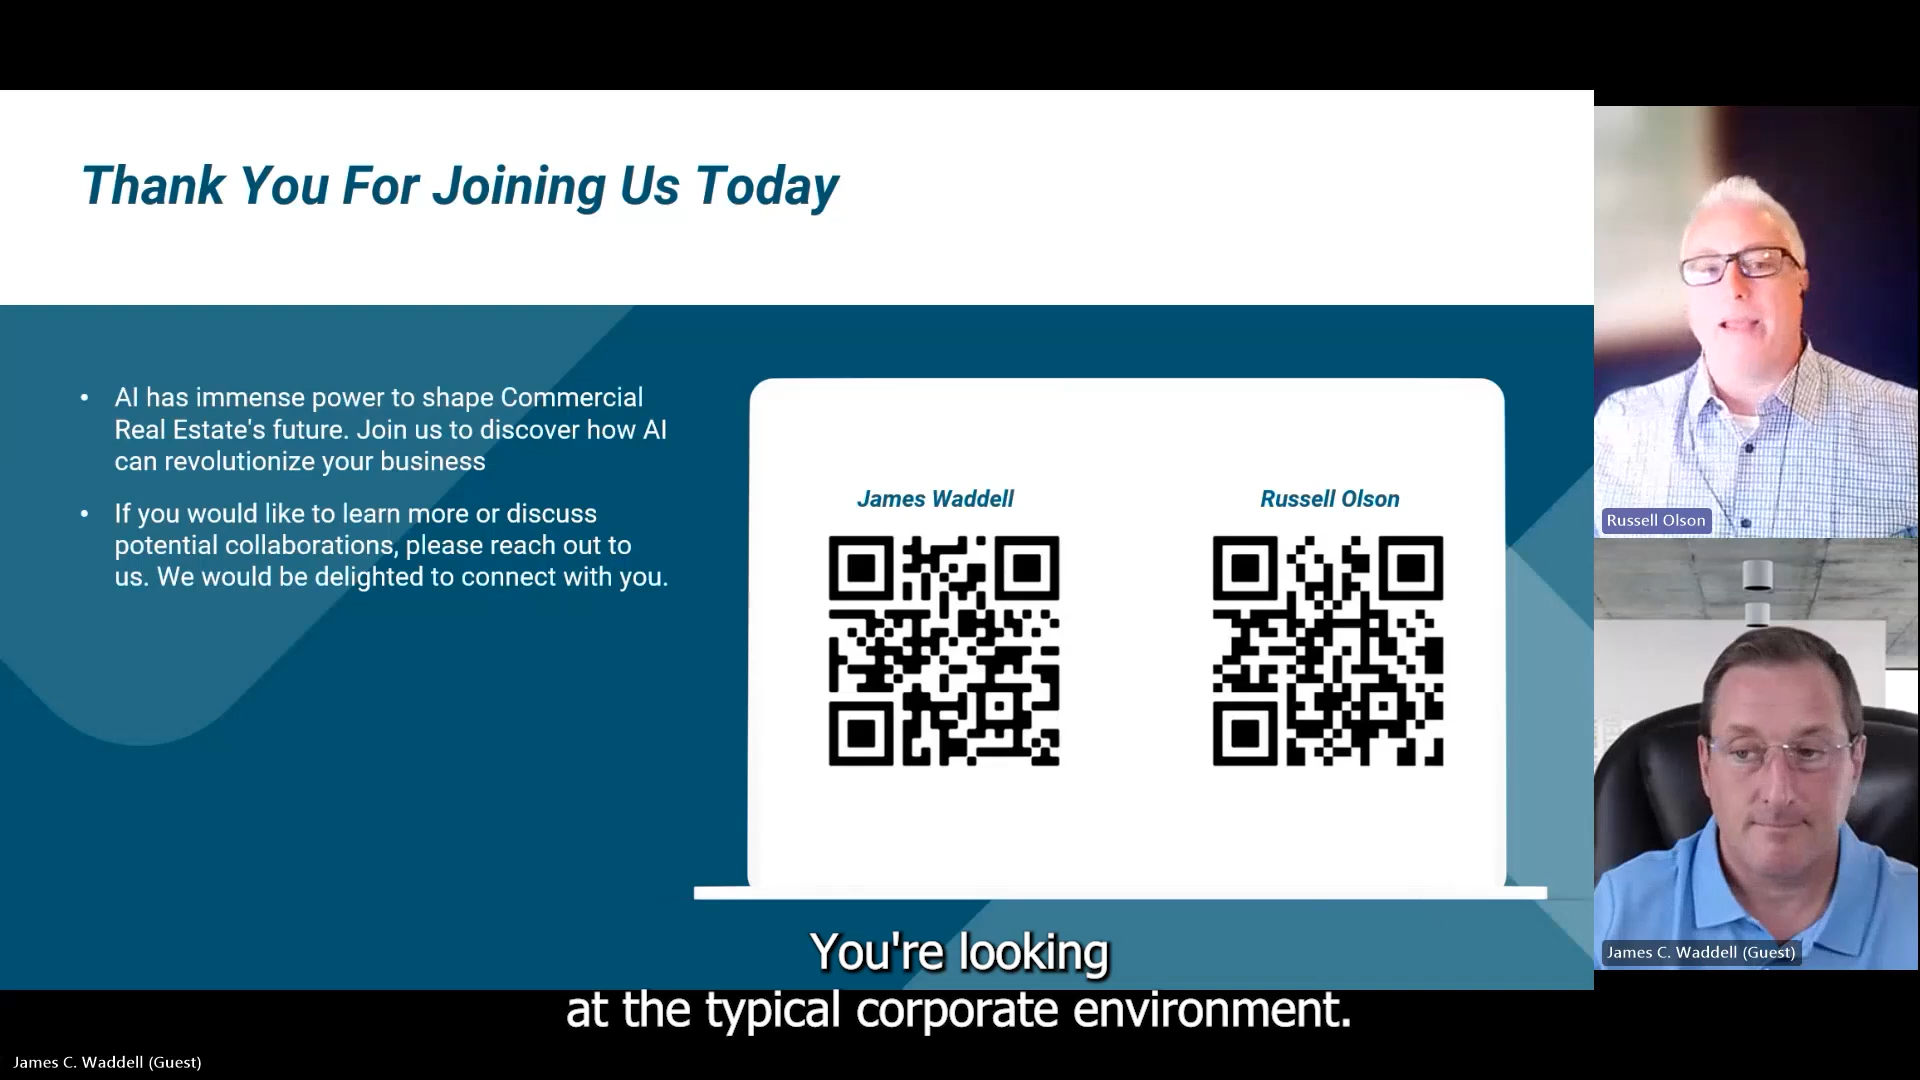 Thank You For Joining Us Today
• AI has immense power to shape Commercial
Real Estate's future. Join us to discover how AI
can revolutionize your business
• If you would like to learn more or discuss
potential collaborations, please reach out to
us. We would be delighted to connect with you.
James Waddell
Russell Olson
Russell Olson
James C. Waddell (Guest)
You're looking
at the typical corporate environment.
James C. Waddell (Guest)